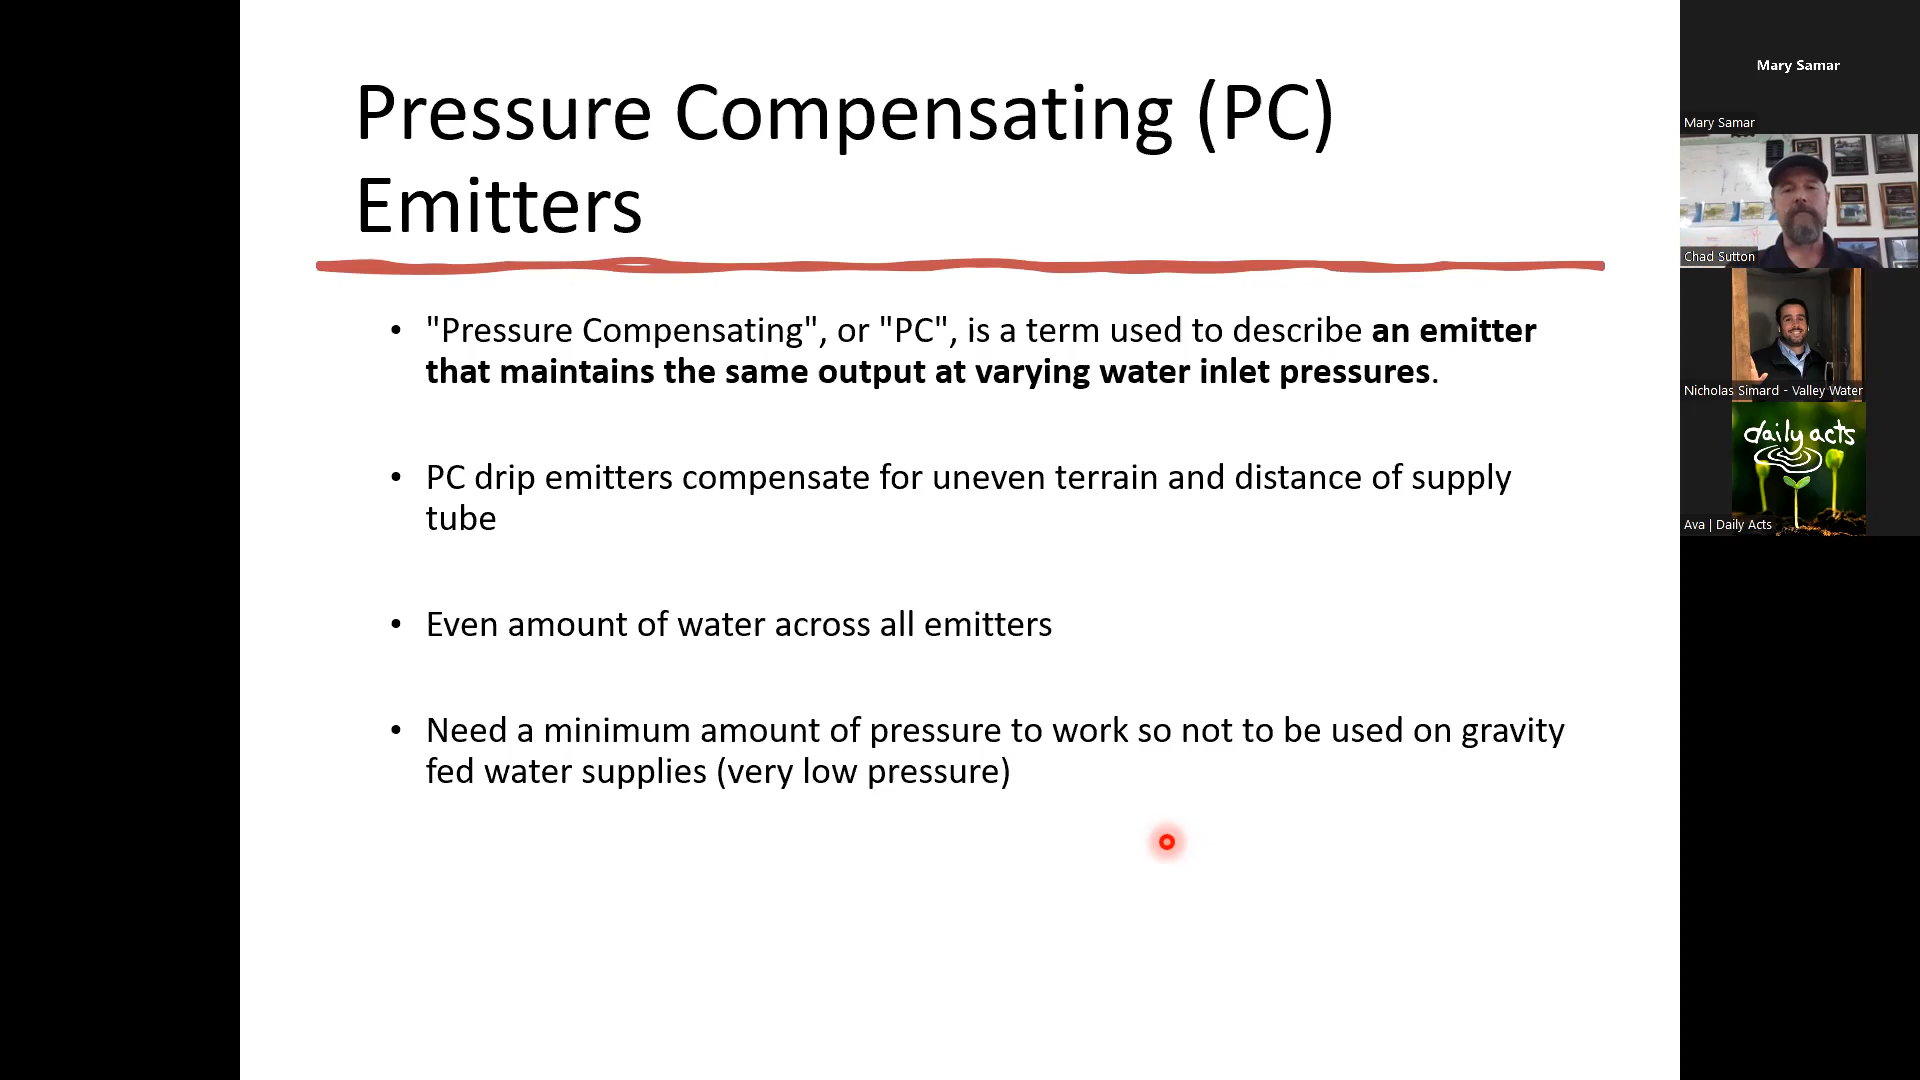 Pressure Compensating (PC)
Emitters
• "Pressure Compensating", or "PC", is a term used to describe an emitter
that maintains the same output at varying water inlet pressures.
• PC drip emitters compensate for uneven terrain and distance of supply
tube
• Even amount of water across all emitters
• Need a minimum amount of pressure to work so not to be used on gravity
fed water supplies (very low pressure)
Mary Samar
Mary Samar
Chad Sutton
Nicholas Simard - Valley Water
daily acts
Ava | Daily Acts